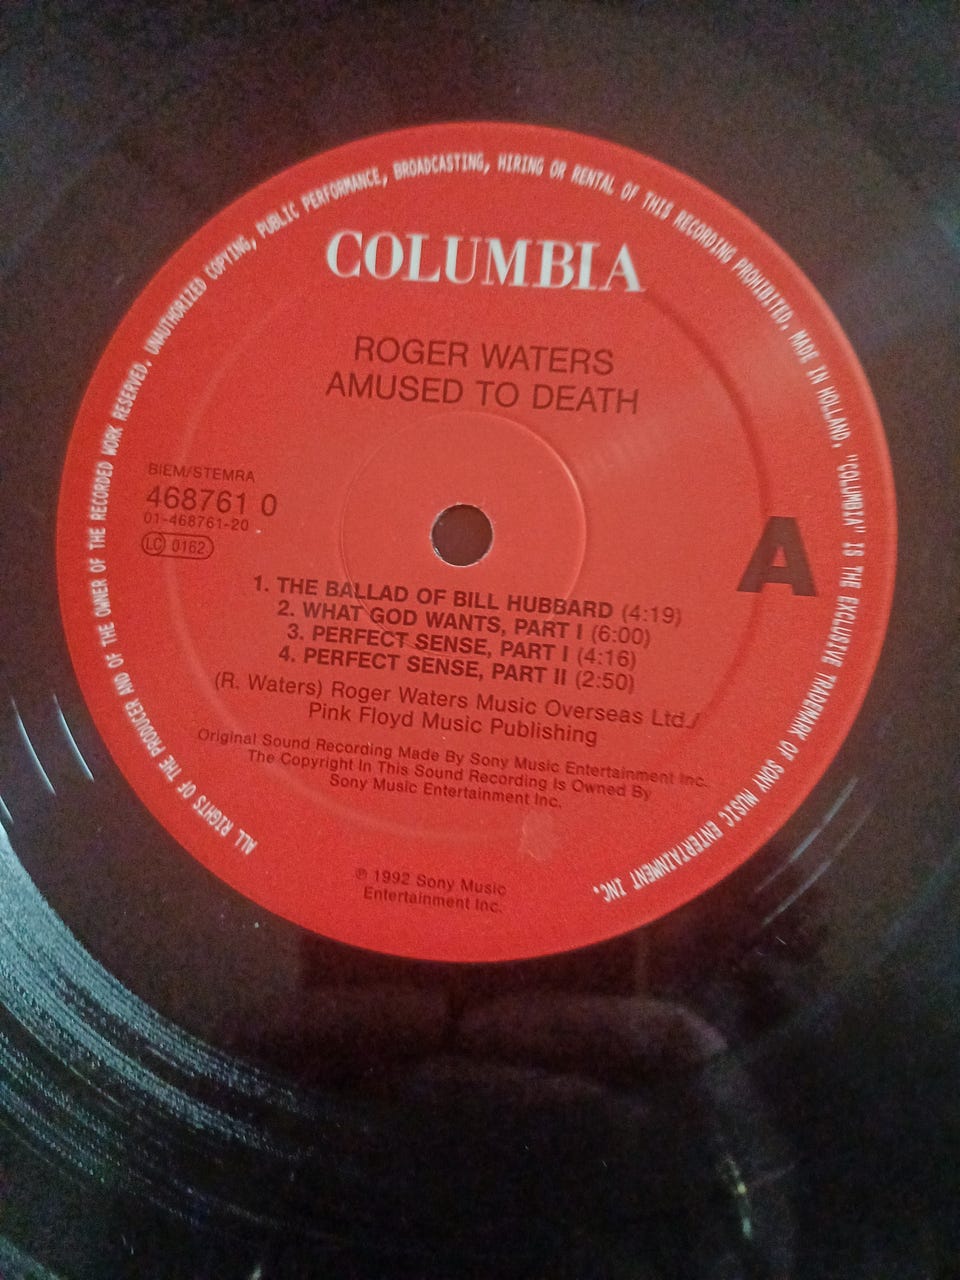 ALL RIGHTS OF THE PRODUCER AND OF THE OWNER OF THE RECORDED WORK RESERVED. UNAUTHORIZED COPYING, PUBLIC PERFORMANCE, BROADCASTING, HIRING OR RENTAL OF THIS RECORDING PROHIBITED. MADE IN HOLLAND, "COLUMBIA" IS THE EXCLUSIVE TRADEMARK OF SONY MUSIC ENTERTAINMENT INC.
COLUMBIA
ROGER WATERS
AMUSED TO DEATH
BIEM/STEMRA
468761 0
01-468761-20
LC 0162
A
1. THE BALLAD OF BILL HUBBARD (4:19)
2. WHAT GOD WANTS, PART I (6:00)
3. PERFECT SENSE, PART I (4:16)
4. PERFECT SENSE, PART II (2:50)
(R. Waters) Roger Waters Music Overseas Ltd./
Pink Floyd Music Publishing
Original Sound Recording Made By Sony Music Entertainment Inc.
The Copyright In This Sound Recording Is Owned By
Sony Music Entertainment Inc.
℗ 1992 Sony Music
Entertainment Inc.